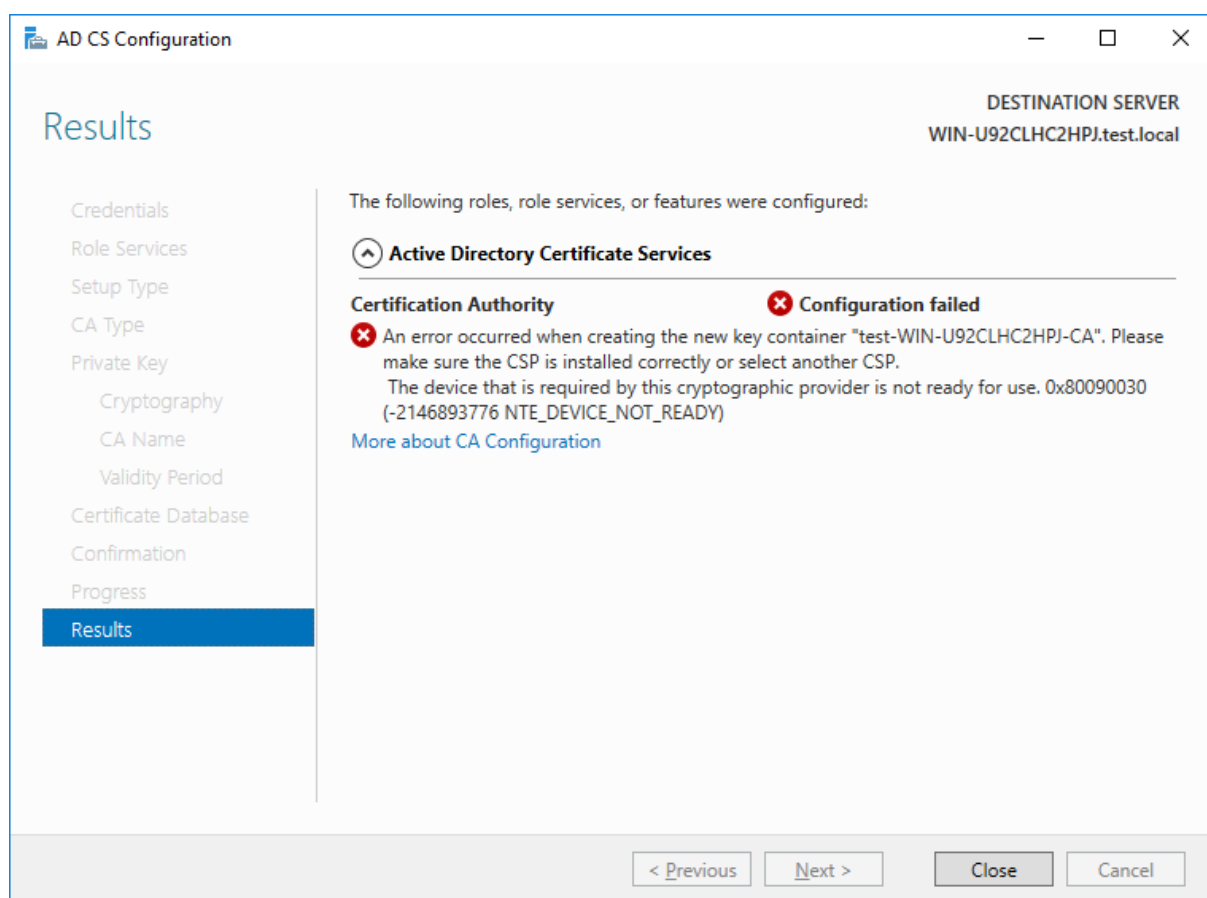 AD CS Configuration
Results
DESTINATION SERVER
WIN-U92CLHC2HPJ.test.local
Credentials
Role Services
Setup Type
CA Type
Private Key
Cryptography
CA Name
Validity Period
Certificate Database
Confirmation
Progress
Results
The following roles, role services, or features were configured:
Active Directory Certificate Services
Certification Authority
Configuration failed
An error occurred when creating the new key container "test-WIN-U92CLHC2HPJ-CA". Please
make sure the CSP is installed correctly or select another CSP.
The device that is required by this cryptographic provider is not ready for use. 0x80090030
(-2146893776 NTE_DEVICE_NOT_READY)
More about CA Configuration
< Previous
Next >
Close
Cancel